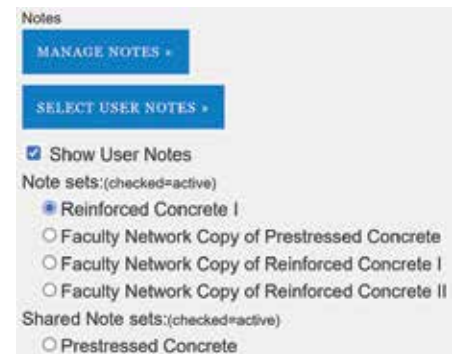 Notes
MANAGE NOTES »
SELECT USER NOTES »
Show User Notes
Note sets:(checked=active)
Reinforced Concrete I
Faculty Network Copy of Prestressed Concrete
Faculty Network Copy of Reinforced Concrete I
Faculty Network Copy of Reinforced Concrete II
Shared Note sets:(checked=active)
Prestressed Concrete